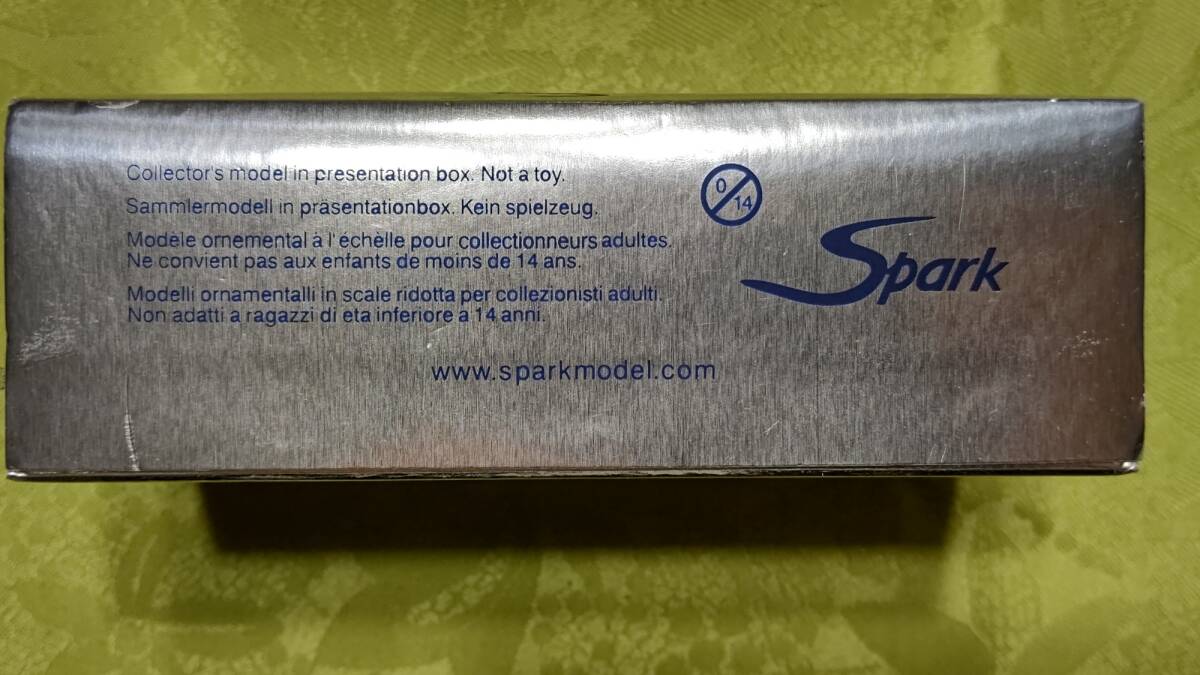 Collector's model in presentation box. Not a toy.
Sammlermodell in präsentationbox. Kein spielzeug.
Modèle ornemental à l'échèlle pour collectionneurs adultes.
Ne convient pas aux enfants de moins de 14 ans.
Modelli ornamentalli in scale ridotta per collezionisti adulti.
Non adatti a ragazzi di eta inferiore a 14 anni.
0
14
Spark
www.sparkmodel.com